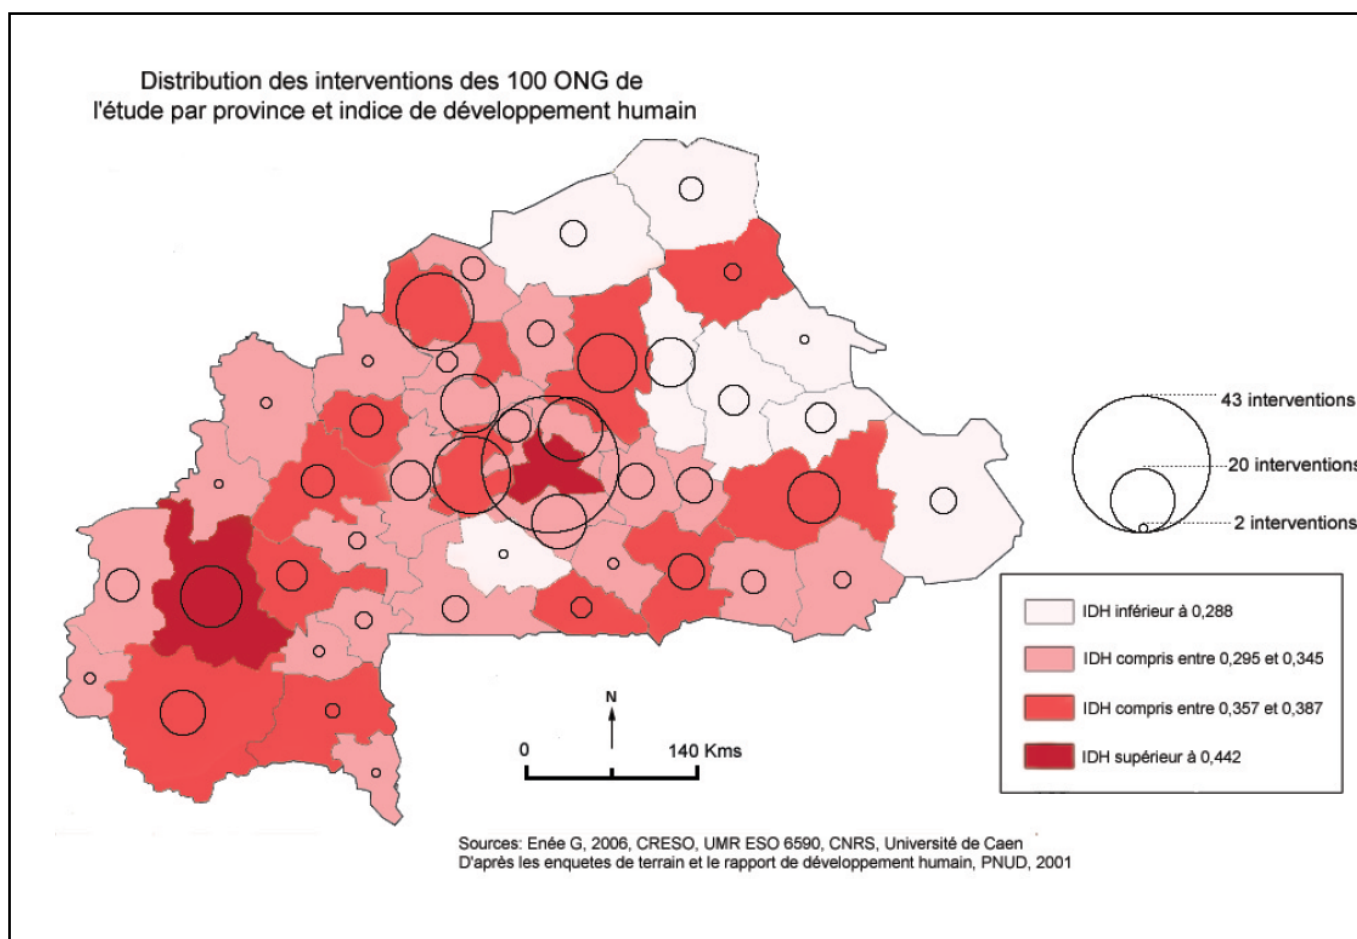 Distribution des interventions des 100 ONG de
l'étude par province et indice de développement humain
43 interventions
20 interventions
2 interventions
IDH inférieur à 0,288
IDH compris entre 0,295 et 0,345
IDH compris entre 0,357 et 0,387
IDH supérieur à 0,442
N
0 140 Kms
Sources: Enée G, 2006, CRESO, UMR ESO 6590, CNRS, Université de Caen
D'après les enquetes de terrain et le rapport de développement humain, PNUD, 2001